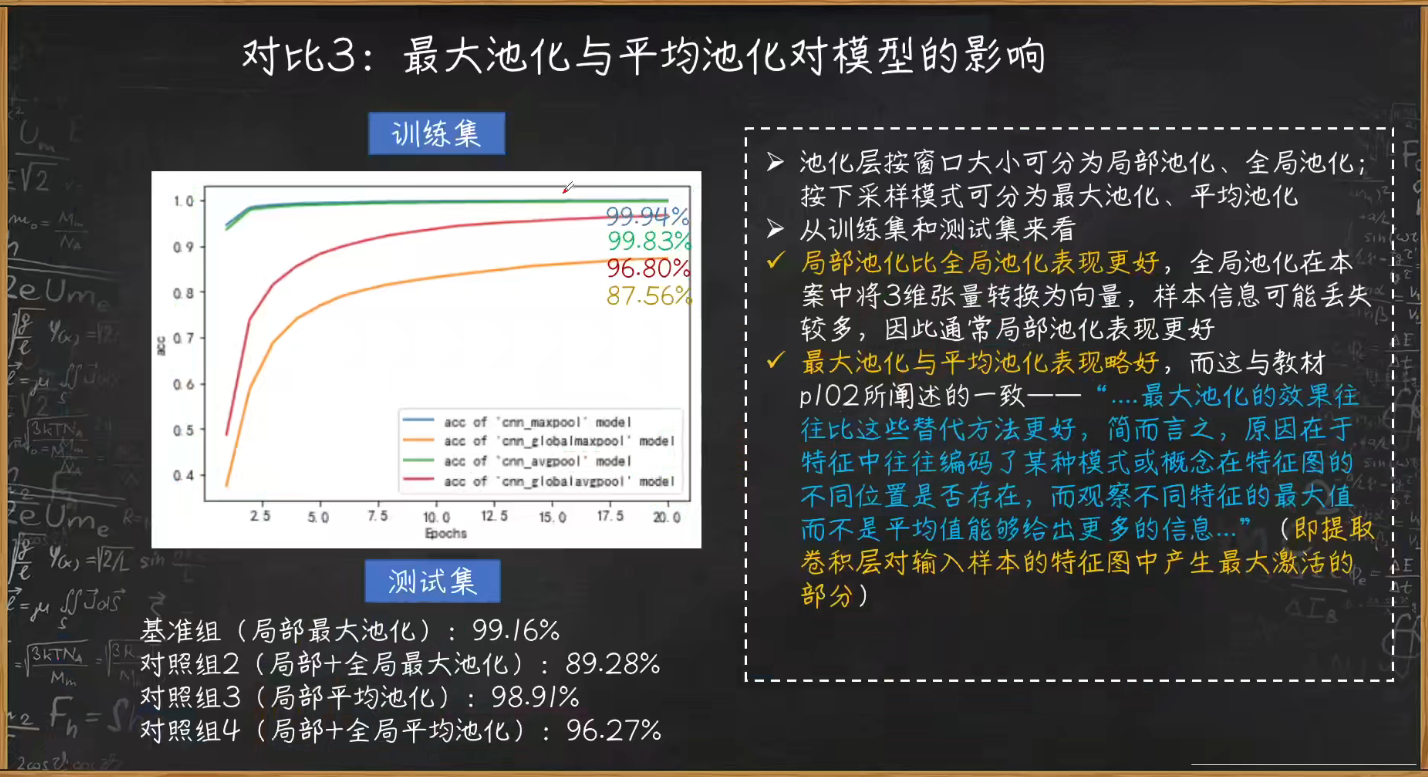 对比3：最大池化与平均池化对模型的影响
训练集
1.0
0.9
0.8
0.7
0.6
0.5
0.4
acc
99.94%
99.83%
96.80%
87.56%
acc of 'cnn_maxpool' model
acc of 'cnn_globalmaxpool' model
acc of 'cnn_avgpool' model
acc of 'cnn_globalavgpool' model
2.5 5.0 7.5 10.0 12.5 15.0 17.5 20.0
Epochs
测试集
基准组（局部最大池化）：99.16%
对照组2（局部+全局最大池化）：89.28%
对照组3（局部平均池化）：98.91%
对照组4（局部+全局平均池化）：96.27%
➢ 池化层按窗口大小可分为局部池化、全局池化；
按下采样模式可分为最大池化、平均池化
➢ 从训练集和测试集来看
✓ 局部池化比全局池化表现更好，全局池化在本
案中将3维张量转换为向量，样本信息可能丢失
较多，因此通常局部池化表现更好
✓ 最大池化与平均池化表现略好，而这与教材
p102所阐述的一致——“....最大池化的效果往
往比这些替代方法更好，简而言之，原因在于
特征中往往编码了某种模式或概念在特征图的
不同位置是否存在，而观察不同特征的最大值
而不是平均值能够给出更多的信息...”（即提取
卷积层对输入样本的特征图中产生最大激活的
部分）